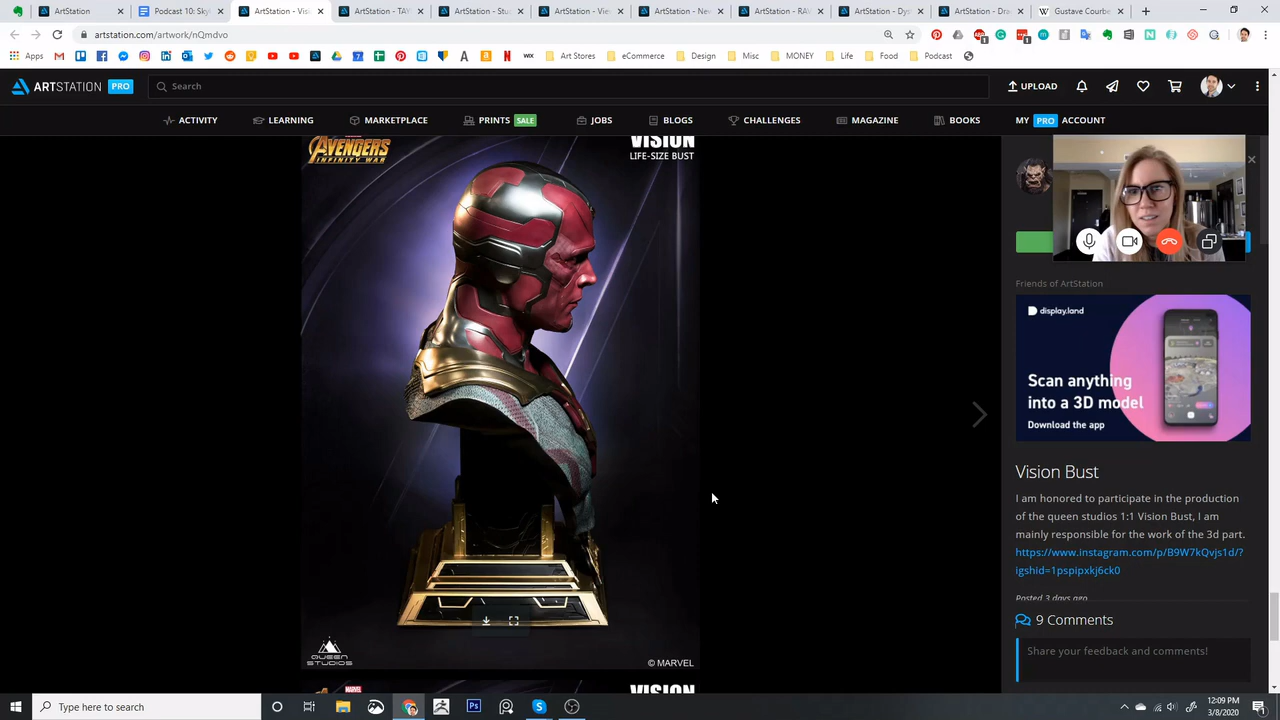 ArtStation
Podcast 10: Sky
ArtStation - Visi
ArtStation - TAY
ArtStation - Stu
ArtStation - Vie
ArtStation - Ne
ArtStation - RA
ArtStation - Dys
ArtStation - Dra
Gustave Courbe
artstation.com/artwork/nQmdvo
Apps
Art Stores
eCommerce
Design
Misc
MONEY
Life
Food
Podcast
ARTSTATION PRO
Search
UPLOAD
ACTIVITY
LEARNING
MARKETPLACE
PRINTS SALE
JOBS
BLOGS
CHALLENGES
MAGAZINE
BOOKS
MY PRO ACCOUNT
AVENGERS
INFINITY WAR
VISION
LIFE-SIZE BUST
Friends of ArtStation
display.land
Scan anything
into a 3D model
Download the app
Vision Bust
I am honored to participate in the production
of the queen studios 1:1 Vision Bust, I am
mainly responsible for the work of the 3d part.
https://www.instagram.com/p/B9W7kQvjs1d/?
igshid=1pspipxkj6ck0
Posted 3 days ago
9 Comments
Share your feedback and comments!
QUEEN
STUDIOS
© MARVEL
MARVEL
VISION
Type here to search
12:09 PM
3/8/2020